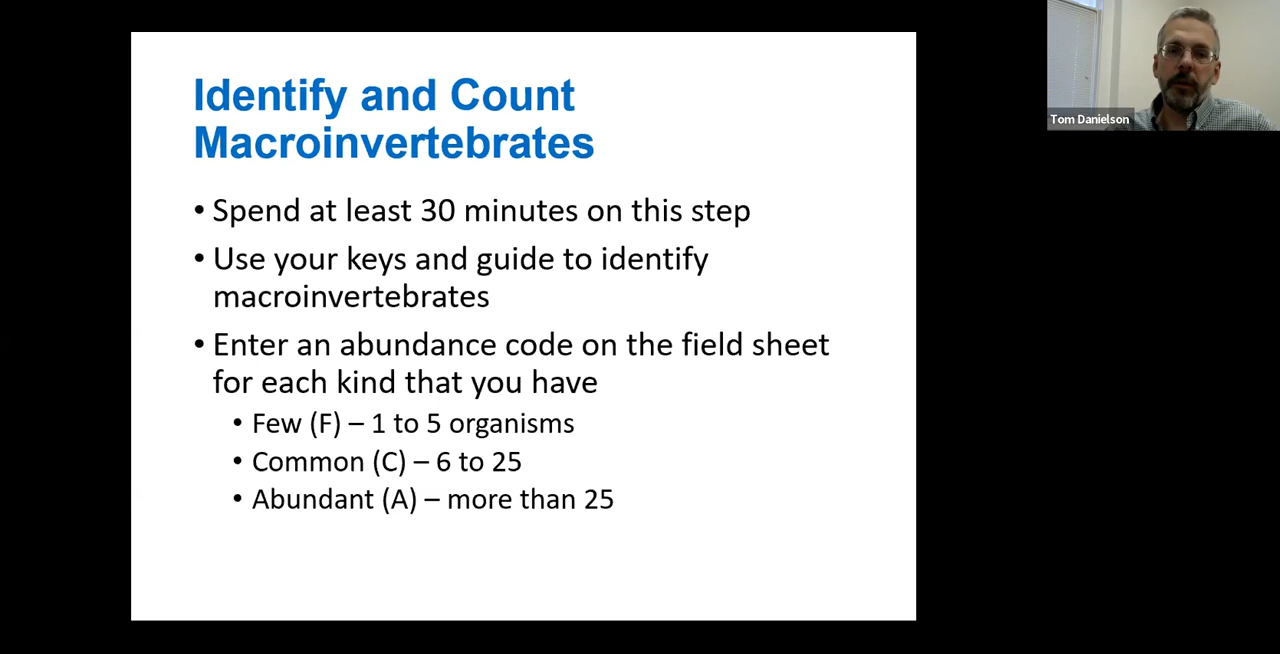 Identify and Count
Macroinvertebrates
• Spend at least 30 minutes on this step
• Use your keys and guide to identify
macroinvertebrates
• Enter an abundance code on the field sheet
for each kind that you have
• Few (F) – 1 to 5 organisms
• Common (C) – 6 to 25
• Abundant (A) – more than 25
Tom Danielson